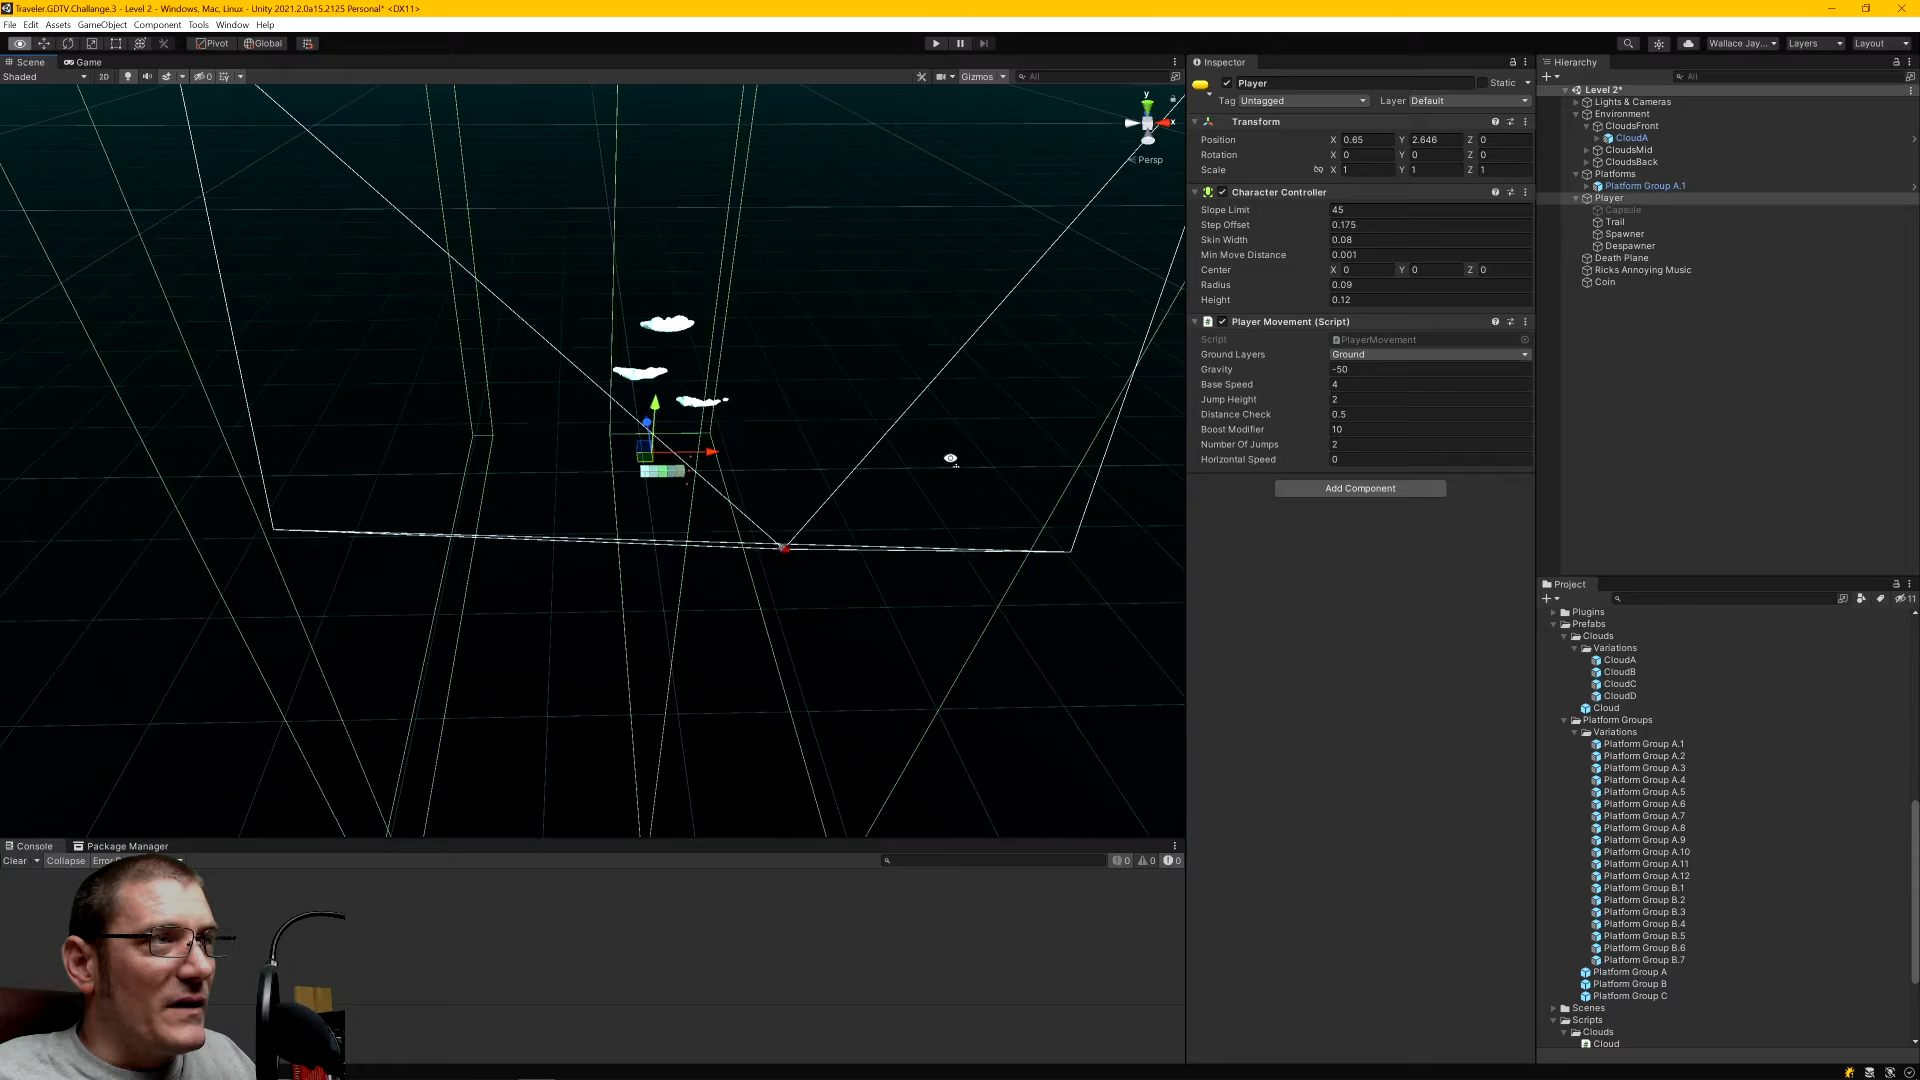 Traveler.GDTV.Challange.3 - Level 2 - Windows, Mac, Linux - Unity 2021.2.0a15.2125 Personal* <DX11>
File Edit Assets GameObject Component Tools Window Help
Pivot Global
Wallace Jay... Layers Layout
Scene Game
Shaded 2D 0 Gizmos All
y
x
Persp
Inspector
Player Static
Tag Untagged Layer Default
Transform
Position X 0.65 Y 2.646 Z 0
Rotation X 0 Y 0 Z 0
Scale X 1 Y 1 Z 1
Character Controller
Slope Limit 45
Step Offset 0.175
Skin Width 0.08
Min Move Distance 0.001
Center X 0 Y 0 Z 0
Radius 0.09
Height 0.12
Player Movement (Script)
Script PlayerMovement
Ground Layers Ground
Gravity -50
Base Speed 4
Jump Height 2
Distance Check 0.5
Boost Modifier 10
Number Of Jumps 2
Horizontal Speed 0
Add Component
Hierarchy
All
Level 2*
Lights & Cameras
Environment
CloudsFront
CloudA
CloudsMid
CloudsBack
Platforms
Platform Group A.1
Player
Capsule
Trail
Spawner
Despawner
Death Plane
Ricks Annoying Music
Coin
Project
11
Plugins
Prefabs
Clouds
Variations
CloudA
CloudB
CloudC
CloudD
Cloud
Platform Groups
Variations
Platform Group A.1
Platform Group A.2
Platform Group A.3
Platform Group A.4
Platform Group A.5
Platform Group A.6
Platform Group A.7
Platform Group A.8
Platform Group A.9
Platform Group A.10
Platform Group A.11
Platform Group A.12
Platform Group B.1
Platform Group B.2
Platform Group B.3
Platform Group B.4
Platform Group B.5
Platform Group B.6
Platform Group B.7
Platform Group A
Platform Group B
Platform Group C
Scenes
Scripts
Clouds
Cloud
Console Package Manager
Clear Collapse Error
0 0 0